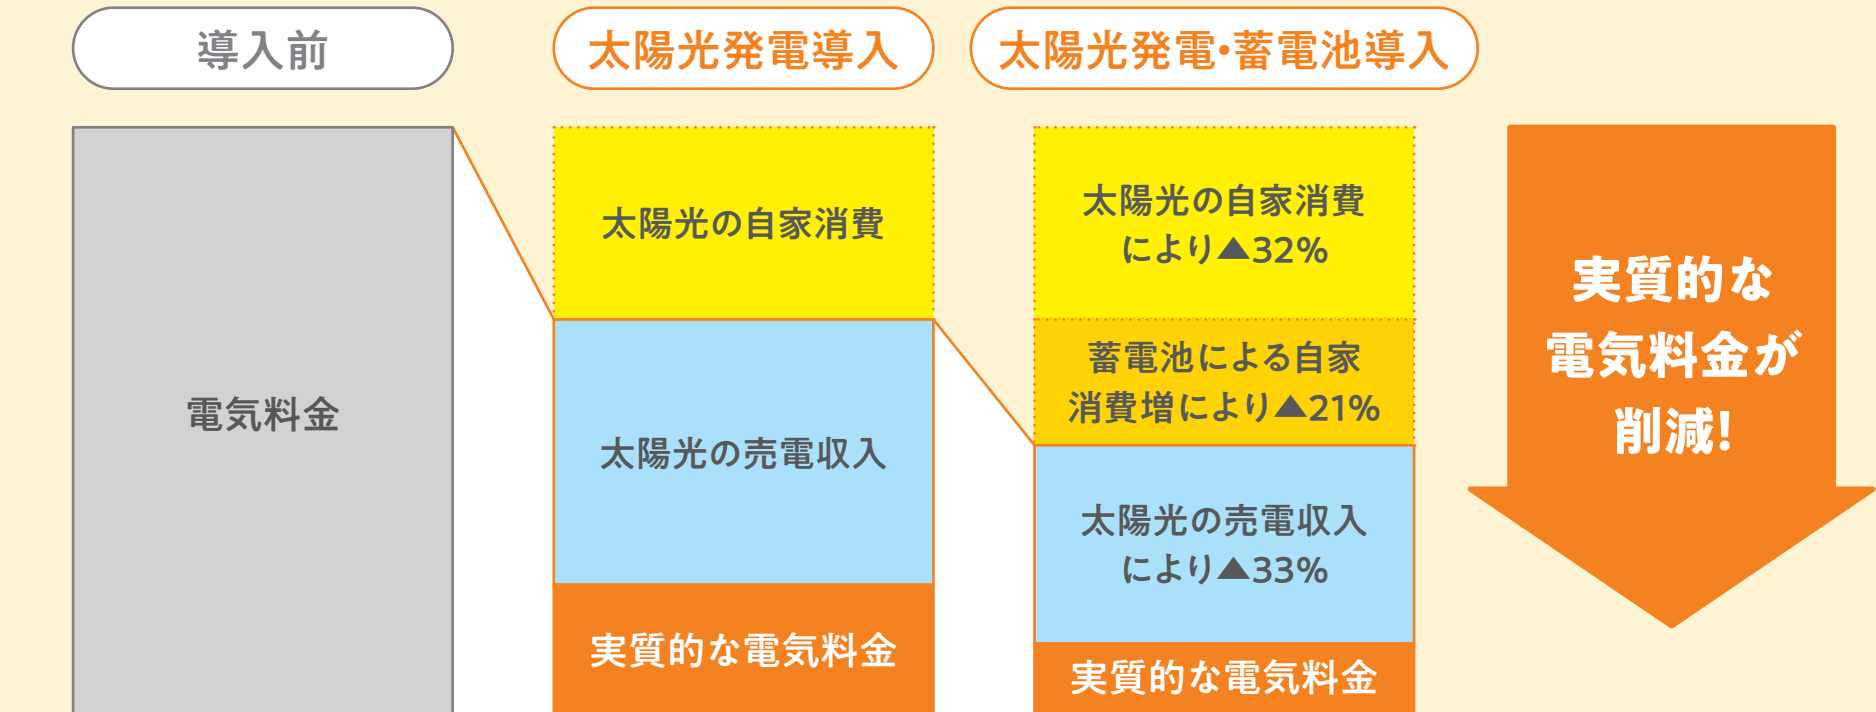 導入前
太陽光発電導入
太陽光発電・蓄電池導入
電気料金
太陽光の自家消費
太陽光の売電収入
実質的な電気料金
太陽光の自家消費
により▲32%
蓄電池による自家
消費増により▲21%
太陽光の売電収入
により▲33%
実質的な電気料金
実質的な
電気料金が
削減!